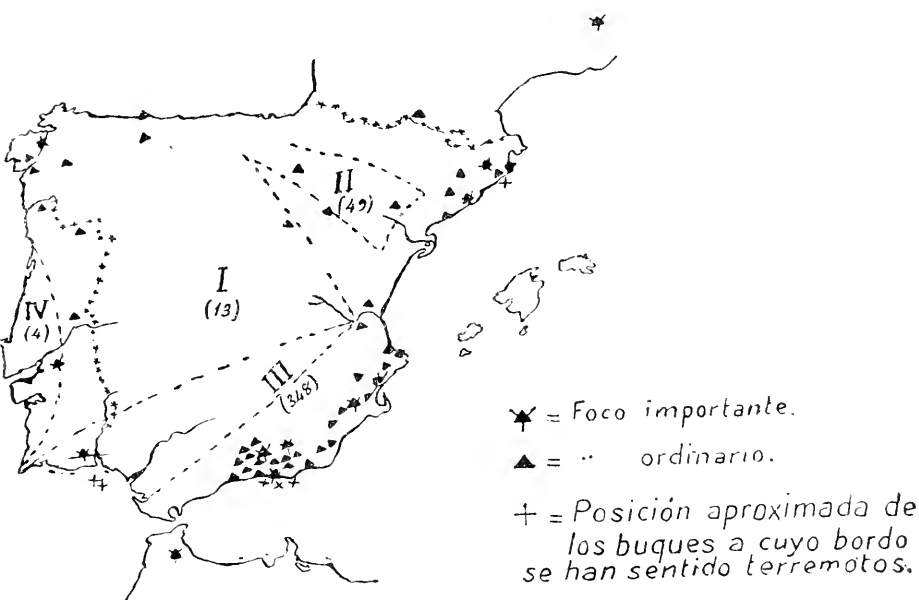 II
(49)
I
(13)
IV
(4)
III
(348)
= Foco importante.
= " ordinario.
+ = Posición aproximada de
los buques a cuyo bordo
se han sentido terremotos.